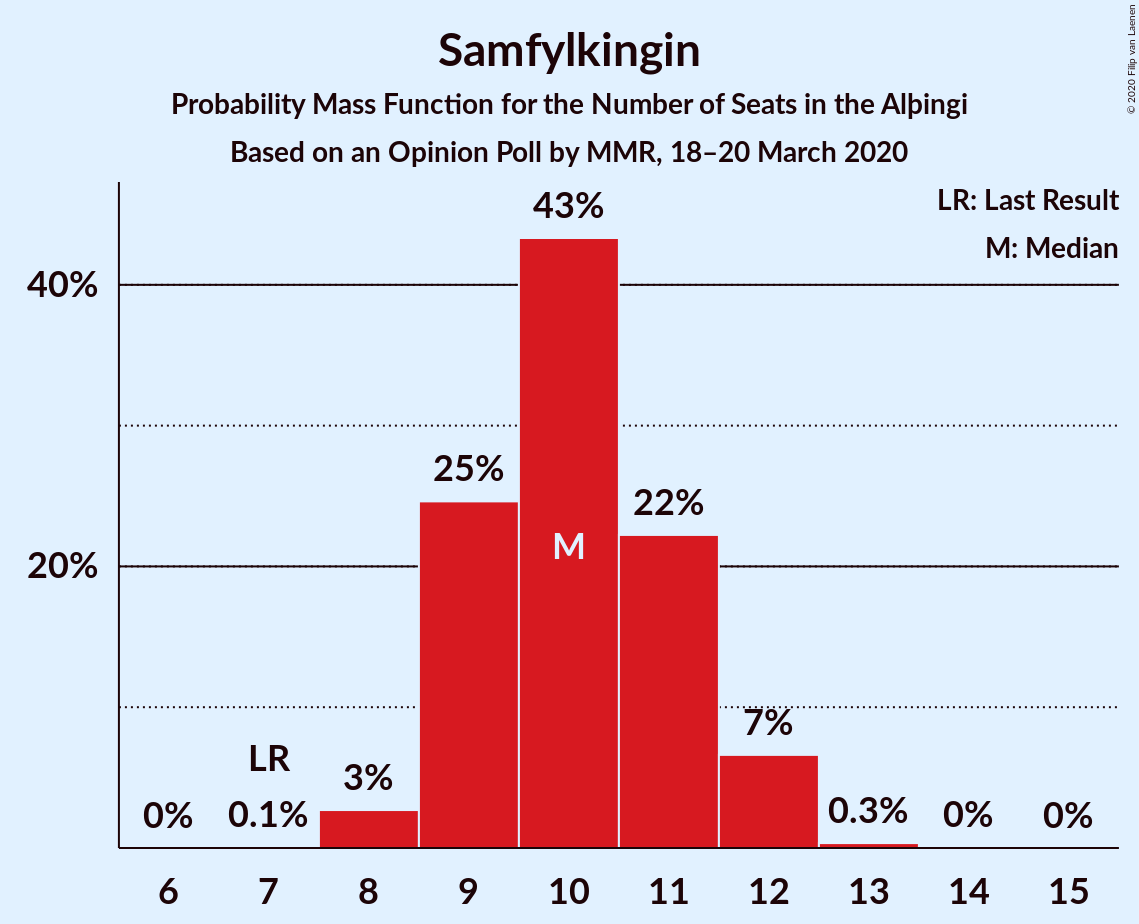 Samfylkingin
Probability Mass Function for the Number of Seats in the Alþingi
Based on an Opinion Poll by MMR, 18–20 March 2020
© 2020 Filip van Laenen
LR: Last Result
M: Median
43%
40%
25%
22%
M
20%
7%
LR
3%
0%
0.1%
0.3%
0%
0%
6
7
8
9
10
11
12
13
14
15